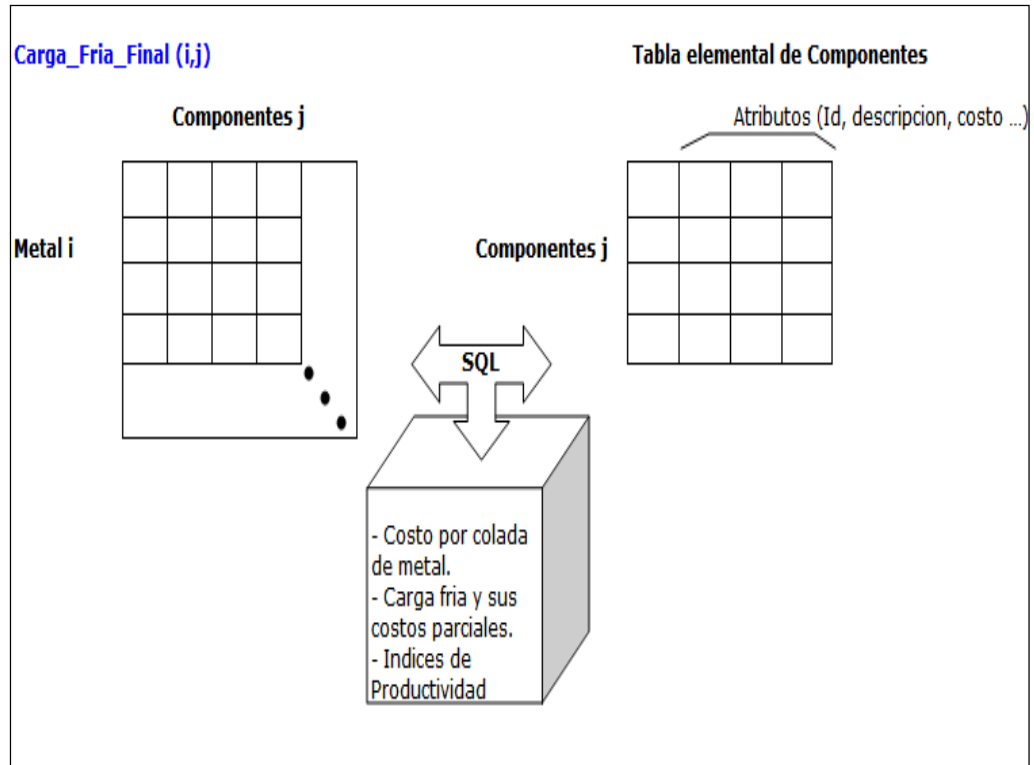 Carga_Fria_Final (i,j)
Tabla elemental de Componentes
Componentes j
Atributos (Id, descripcion, costo ...)
Metal i
Componentes j
SQL
- Costo por colada
de metal.
- Carga fria y sus
costos parciales.
- Indices de
Productividad